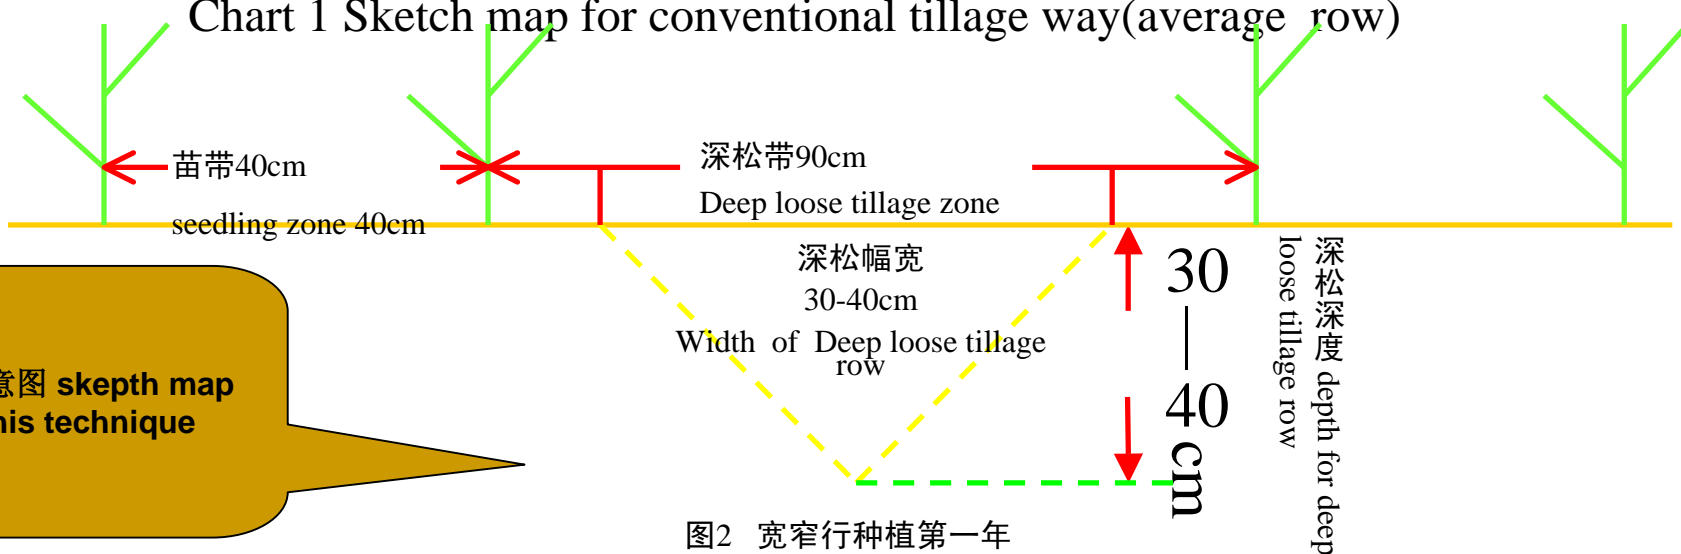 Chart 1 Sketch map for conventional tillage way(average row)
苗带40cm
seedling zone 40cm
深松带90cm
Deep loose tillage zone
深松幅宽
30-40cm
Width of Deep loose tillage
row
30—40cm
深松深度 depth for deep
loose tillage row
意图 skepth map
his technique
图2 宽窄行种植第一年